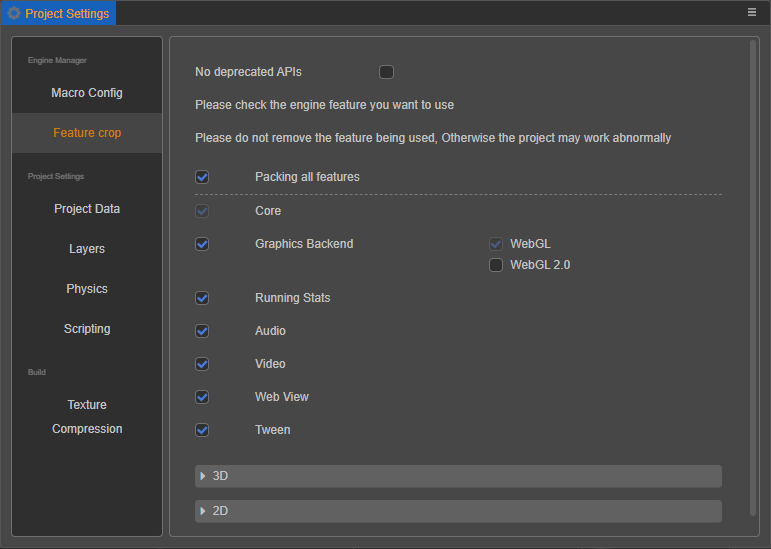 Project Settings
Engine Manager
Macro Config
Feature crop
Project Settings
Project Data
Layers
Physics
Scripting
Build
Texture
Compression
No deprecated APIs
Please check the engine feature you want to use
Please do not remove the feature being used, Otherwise the project may work abnormally
Packing all features
Core
Graphics Backend
WebGL
WebGL 2.0
Running Stats
Audio
Video
Web View
Tween
3D
2D